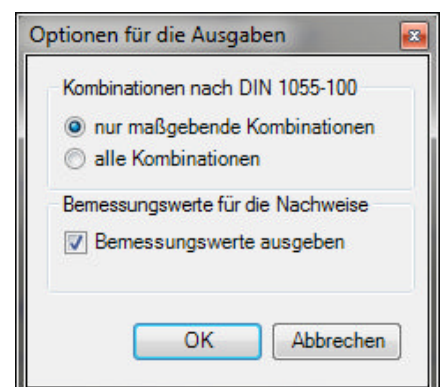 Optionen für die Ausgaben
Kombinationen nach DIN 1055-100
nur maßgebende Kombinationen
alle Kombinationen
Bemessungswerte für die Nachweise
Bemessungswerte ausgeben
OK Abbrechen